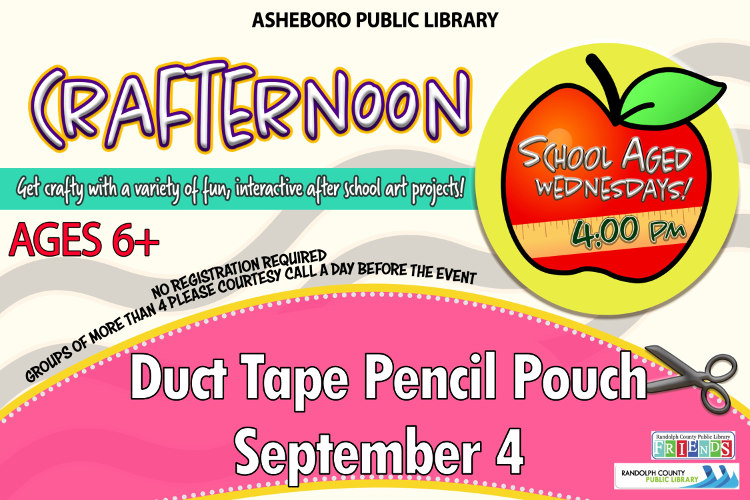 ASHEBORO PUBLIC LIBRARY
CRAFTERNOON
Get crafty with a variety of fun, interactive after school art projects!
SCHOOL AGED
WEDNESDAYS!
4:00 PM
AGES 6+
NO REGISTRATION REQUIRED
GROUPS OF MORE THAN 4 PLEASE COURTESY CALL A DAY BEFORE THE EVENT
Duct Tape Pencil Pouch
September 4
Randolph County Public Library
FRIENDS
RANDOLPH COUNTY
PUBLIC LIBRARY